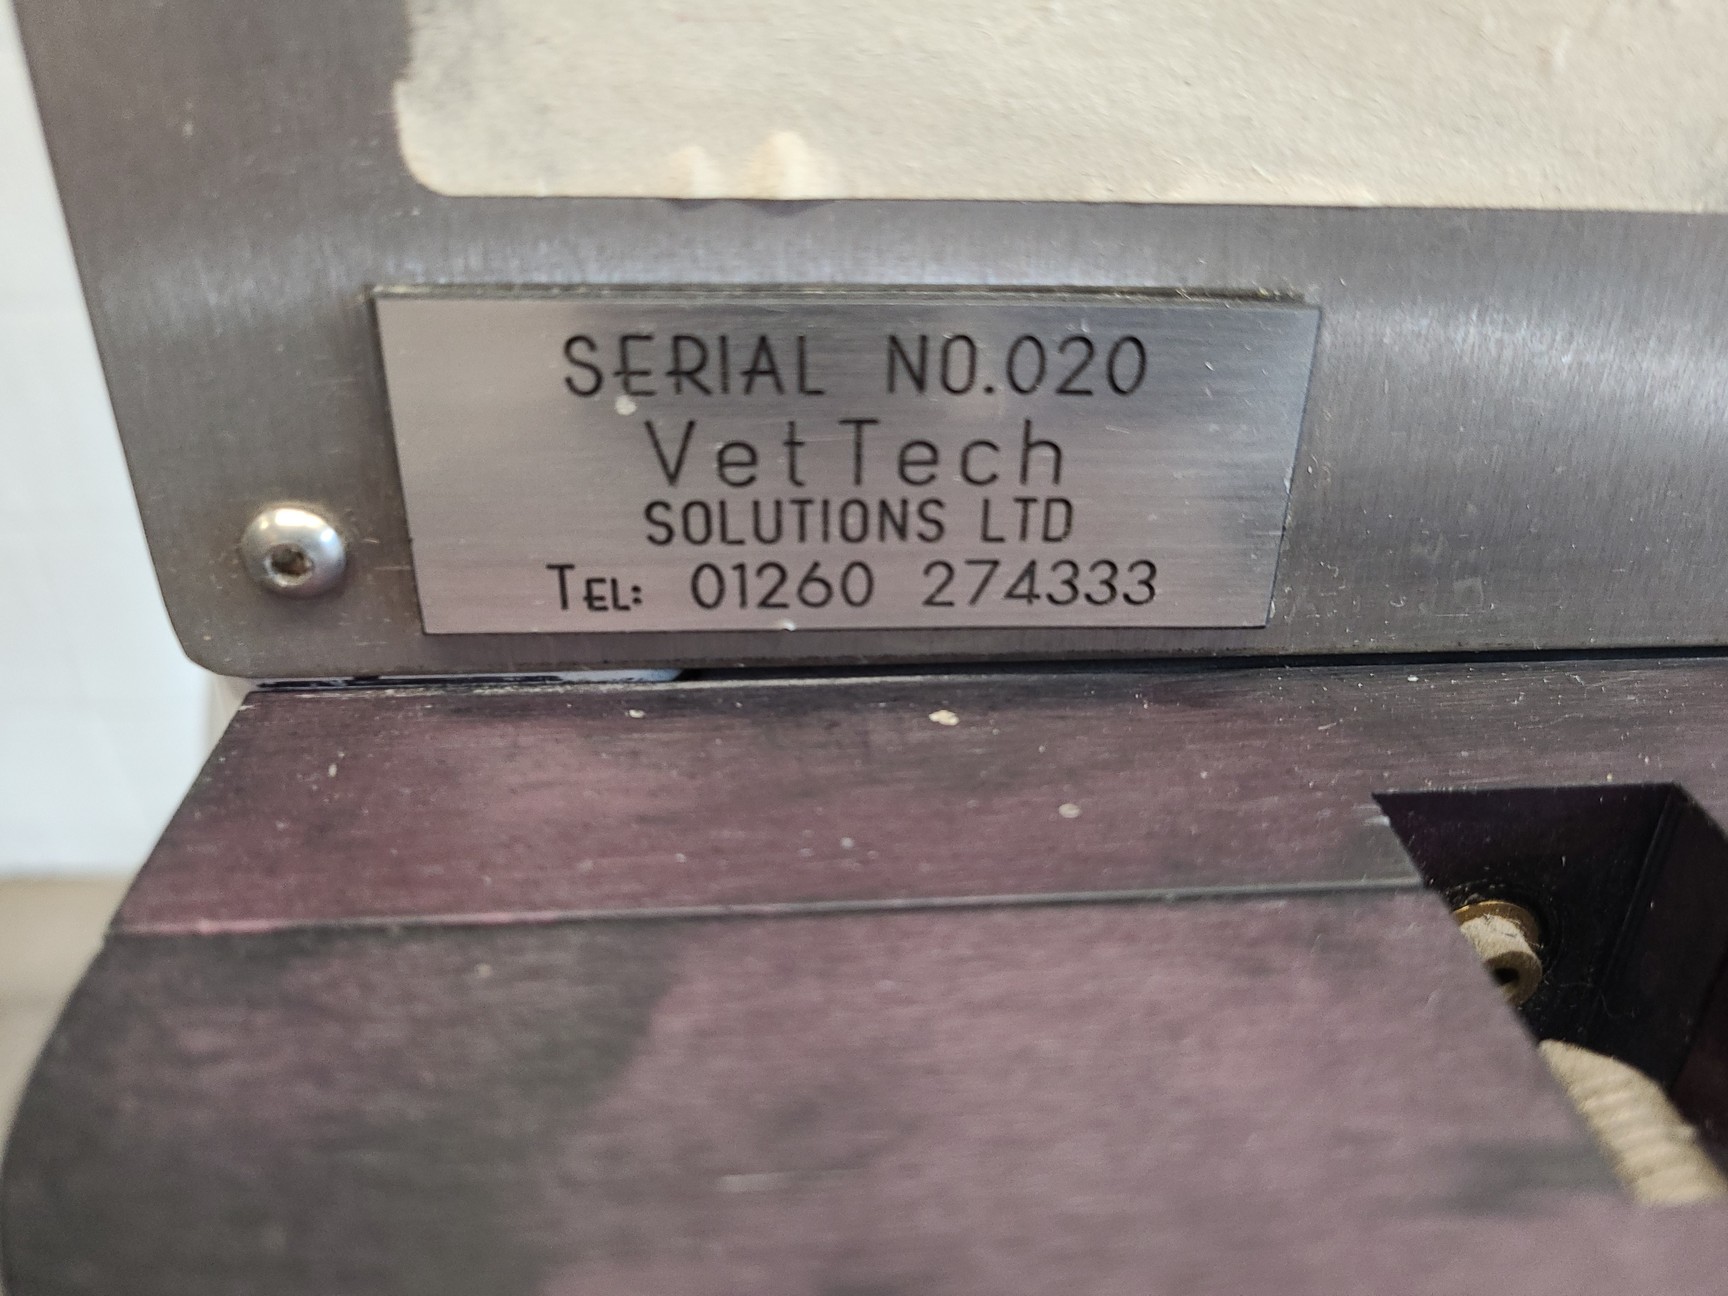 SERIAL NO.020
VetTech
SOLUTIONS LTD
TEL: 01260 274333